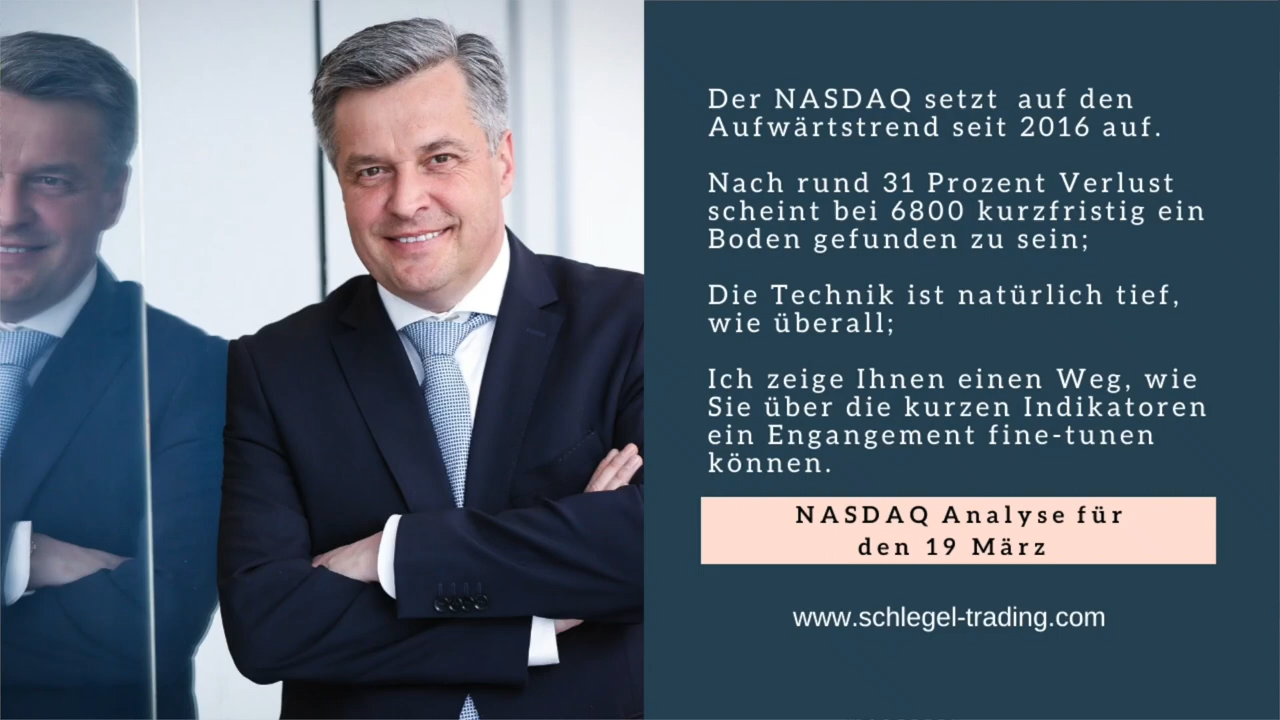 Der NASDAQ setzt auf den
Aufwärtstrend seit 2016 auf.
Nach rund 31 Prozent Verlust
scheint bei 6800 kurzfristig ein
Boden gefunden zu sein;
Die Technik ist natürlich tief,
wie überall;
Ich zeige Ihnen einen Weg, wie
Sie über die kurzen Indikatoren
ein Engangement fine-tunen
können.
NASDAQ Analyse für
den 19 März
www.schlegel-trading.com